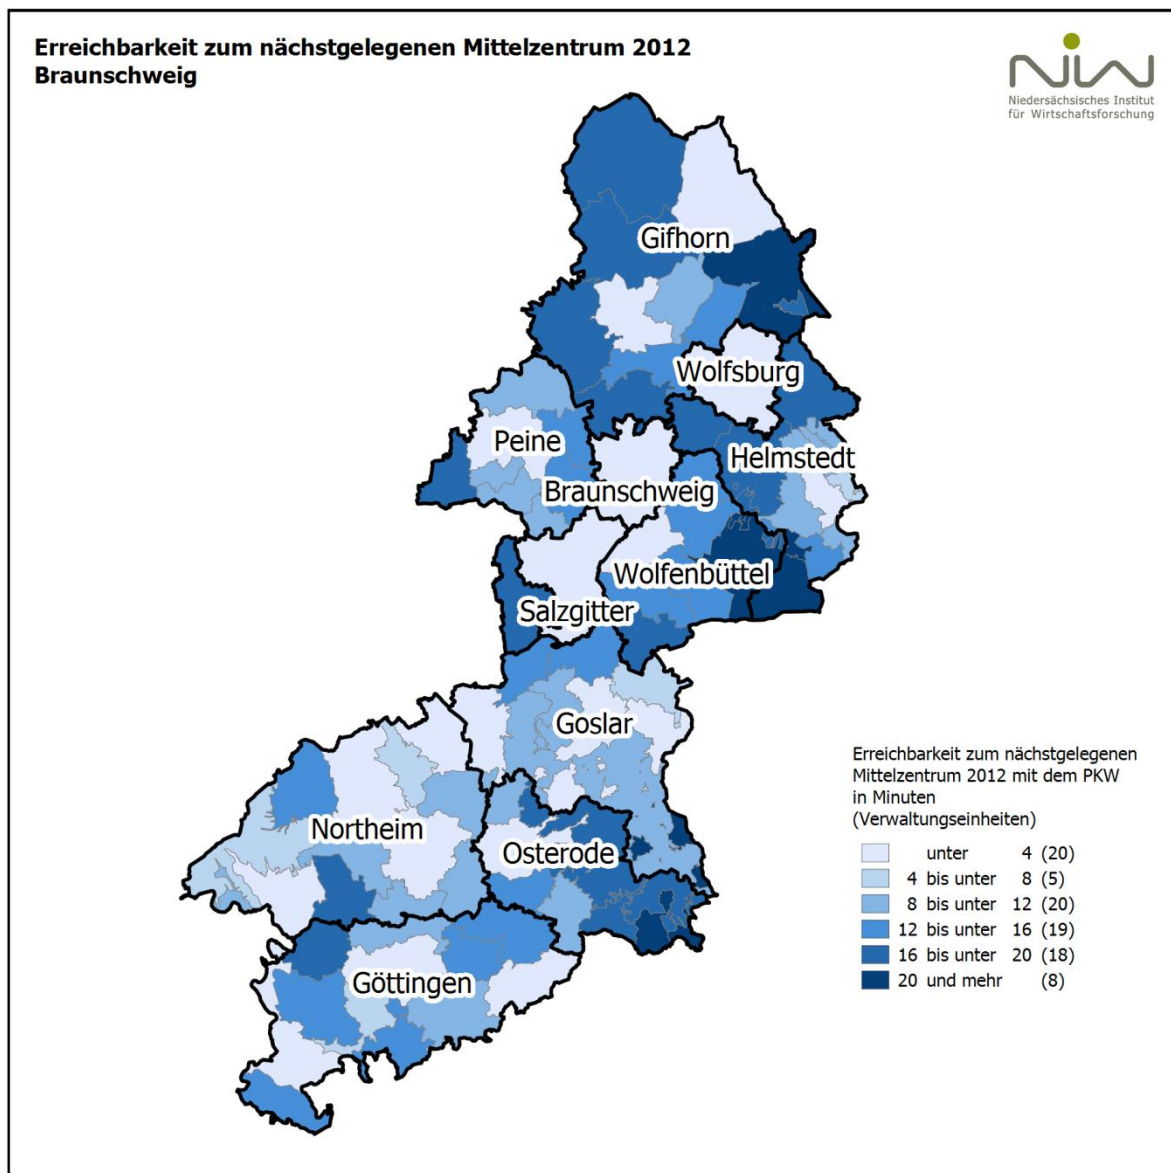 Erreichbarkeit zum nächstgelegenen Mittelzentrum 2012
Braunschweig
NIW
Niedersächsisches Institut
für Wirtschaftsforschung
Gifhorn
Wolfsburg
Peine
Helmstedt
Braunschweig
Wolfenbüttel
Salzgitter
Goslar
Northeim
Osterode
Göttingen
Erreichbarkeit zum nächstgelegenen
Mittelzentrum 2012 mit dem PKW
in Minuten
(Verwaltungseinheiten)
unter 4 (20)
4 bis unter 8 (5)
8 bis unter 12 (20)
12 bis unter 16 (19)
16 bis unter 20 (18)
20 und mehr (8)